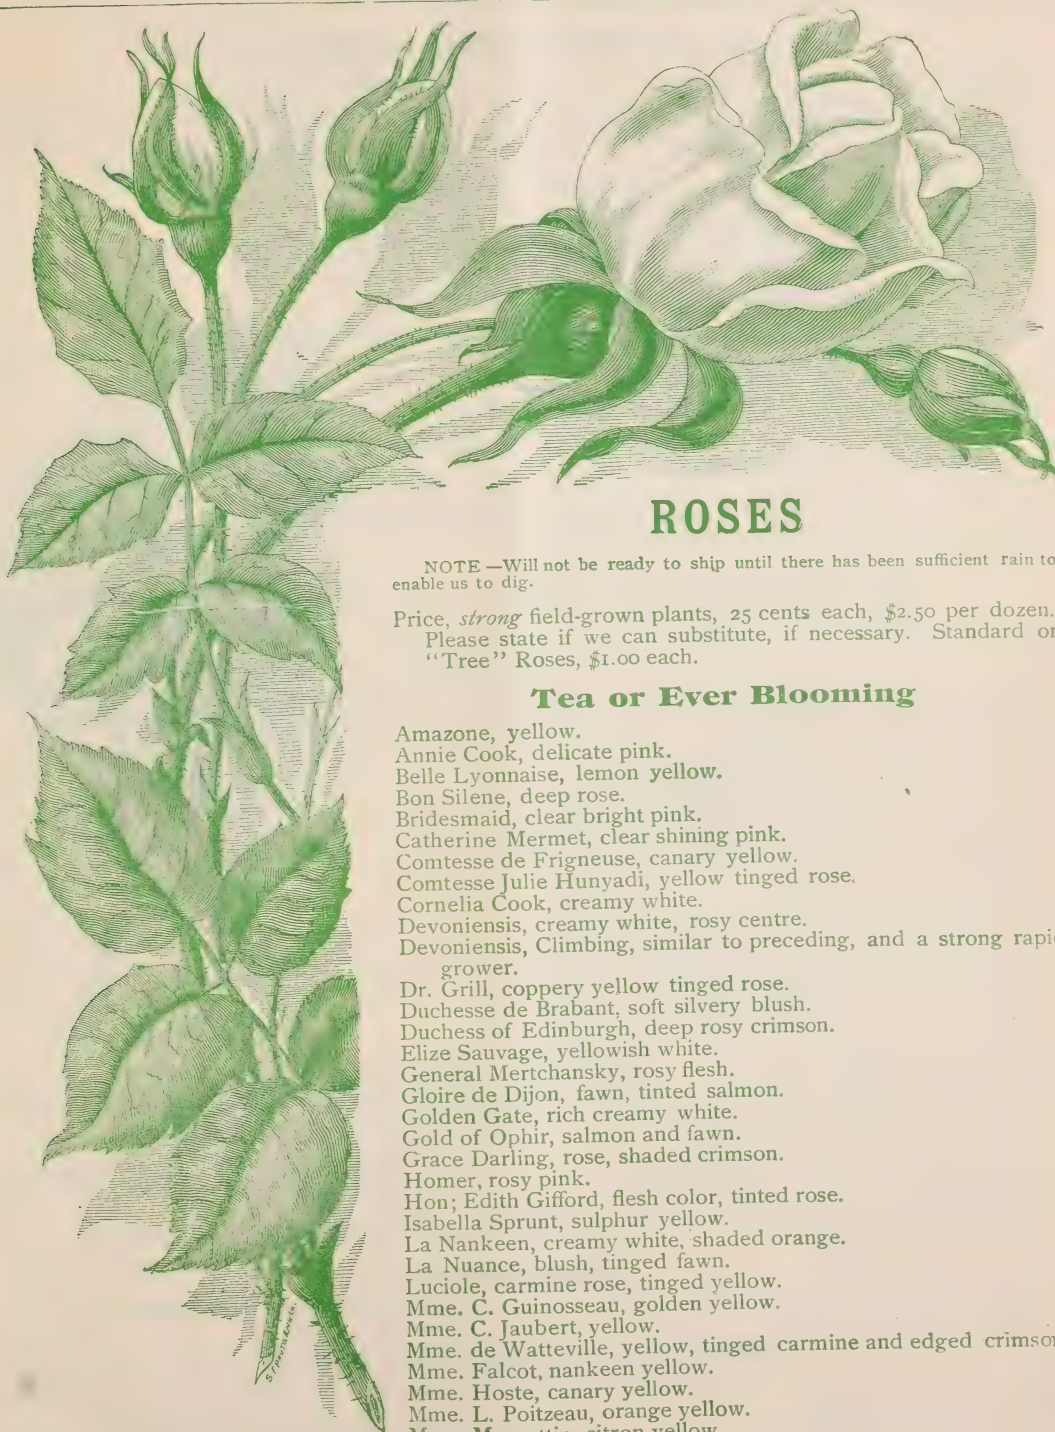 ROSES
NOTE —Will not be ready to ship until there has been sufficient rain to
enable us to dig.
Price, strong field-grown plants, 25 cents each, $2.50 per dozen.
Please state if we can substitute, if necessary. Standard or
"Tree" Roses, $1.00 each.
Tea or Ever Blooming
Amazone, yellow.
Annie Cook, delicate pink.
Belle Lyonnaise, lemon yellow.
Bon Silene, deep rose.
Bridesmaid, clear bright pink.
Catherine Mermet, clear shining pink.
Comtesse de Frigneuse, canary yellow.
Comtesse Julie Hunyadi, yellow tinged rose.
Cornelia Cook, creamy white.
Devoniensis, creamy white, rosy centre.
Devoniensis, Climbing, similar to preceding, and a strong
grower.
Dr. Grill, coppery yellow tinged rose.
Duchesse de Brabant, soft silvery blush.
Duchess of Edinburgh, deep rosy crimson.
Elize Sauvage, yellowish white.
General Mertchansky, rosy flesh.
Gloire de Dijon, fawn, tinted salmon.
Golden Gate, rich creamy white.
Gold of Ophir, salmon and fawn.
Grace Darling, rose, shaded crimson.
Homer, rosy pink.
Hon; Edith Gifford, flesh color, tinted rose.
Isabella Sprunt, sulphur yellow.
La Nankeen, creamy white, shaded orange.
La Nuance, blush, tinged fawn.
Luciole, carmine rose, tinged yellow.
Mme. C. Guinosseau, golden yellow.
Mme. C. Jaubert, yellow.
Mme. de Watteville, yellow, tinged carmine and edged
Mme. Falcot, nankeen yellow.
Mme. Hoste, canary yellow.
Mme. L. Poitzeau, orange yellow.